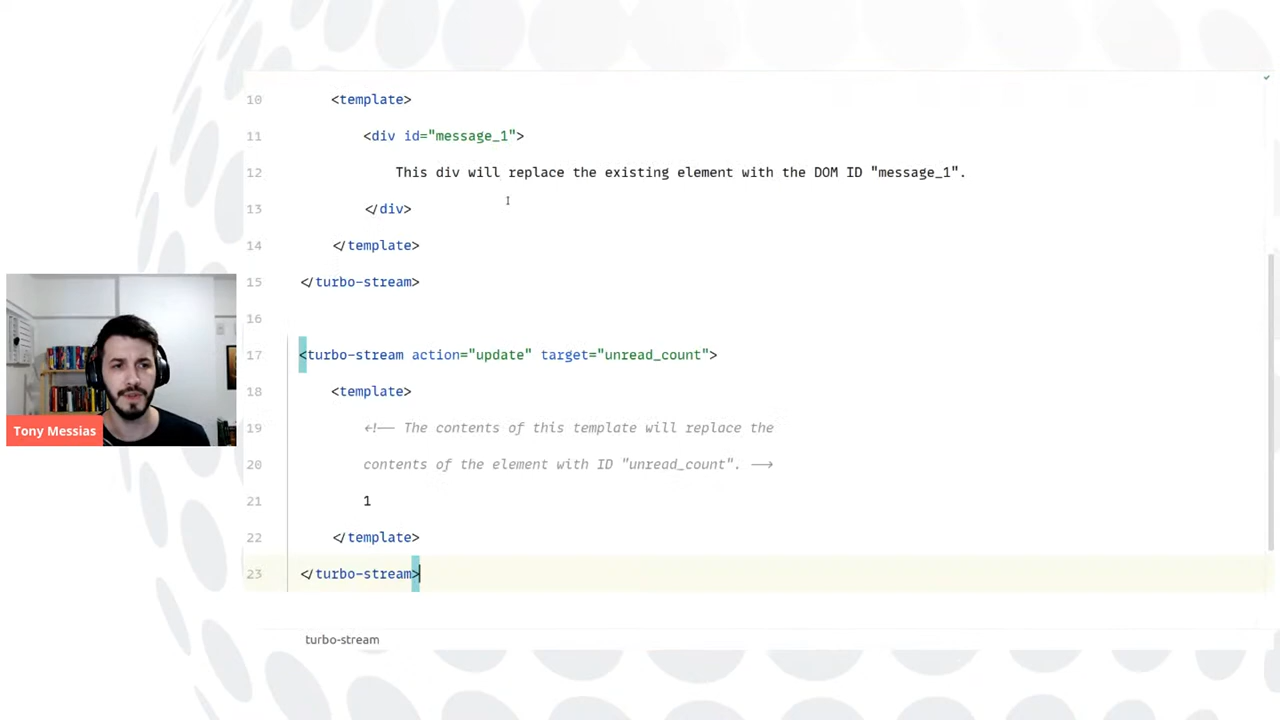 10 <template>
11 <div id="message_1">
12 This div will replace the existing element with the DOM ID "message_1".
13 </div>
14 </template>
15 </turbo-stream>
16
17 <turbo-stream action="update" target="unread_count">
18 <template>
19 <!-- The contents of this template will replace the
20 contents of the element with ID "unread_count". -->
21 1
22 </template>
23 </turbo-stream>
turbo-stream
Tony Messias